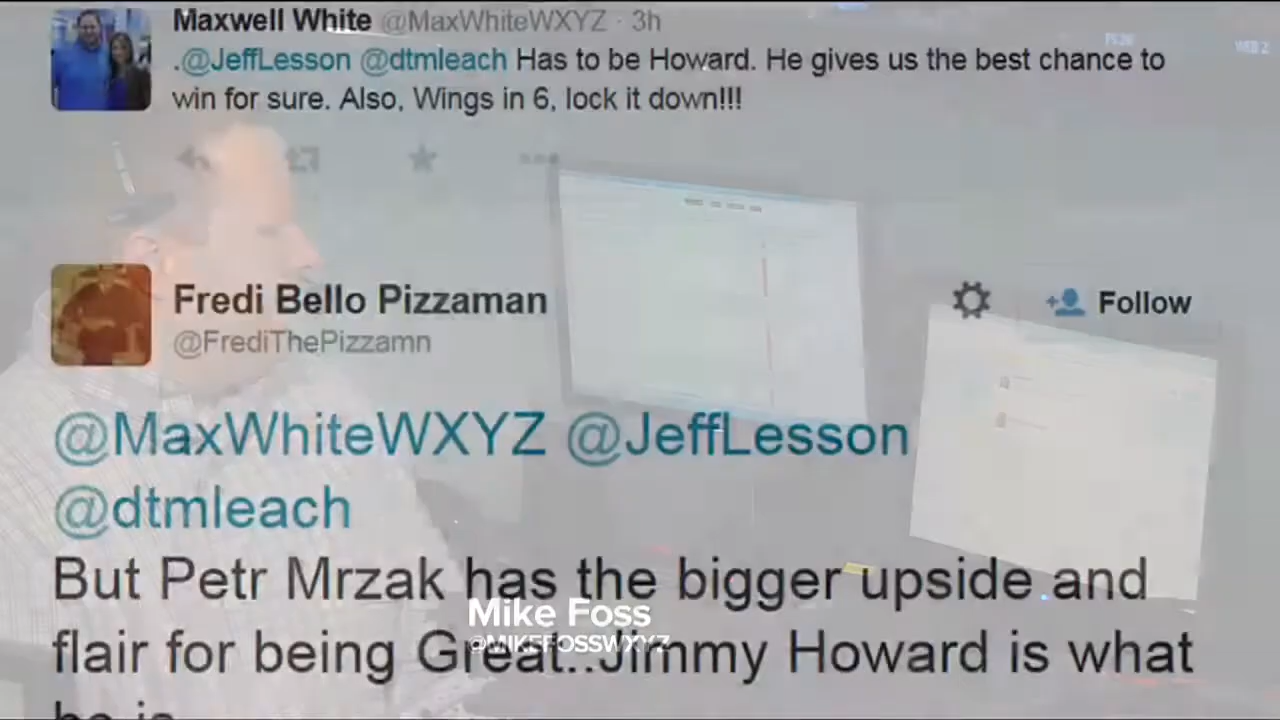 Maxwell White @MaxWhiteWXYZ · 3h
.@JeffLesson @dtmleach Has to be Howard. He gives us the best chance to
win for sure. Also, Wings in 6, lock it down!!!
Fredi Bello Pizzaman
Follow
@FrediThePizzamn
@MaxWhiteWXYZ @JeffLesson
@dtmleach
But Petr Mrzak has the bigger upside and
Mike Foss
@MIKEFOSSWXYZ
flair for being Great..Jimmy Howard is what
he is